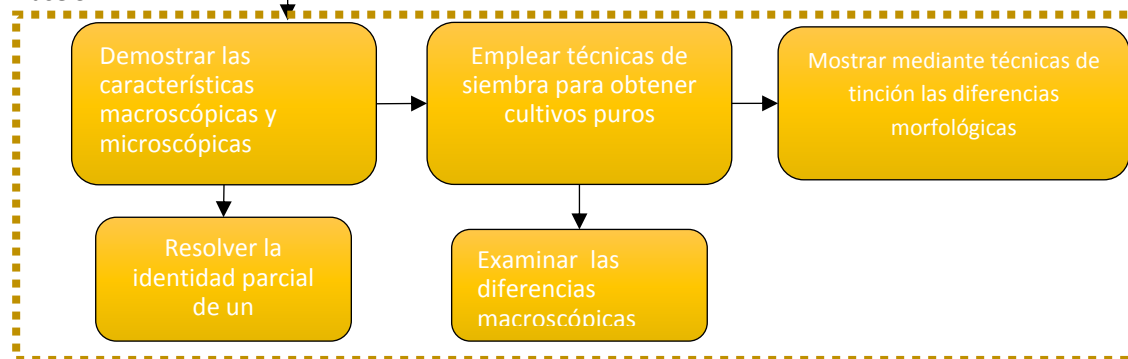 Demostrar las
características
macroscópicas y
microscópicas
Emplear técnicas de
siembra para obtener
cultivos puros
Mostrar mediante técnicas de
tinción las diferencias
morfológicas
Resolver la
identidad parcial
de un
Examinar las
diferencias
macroscópicas